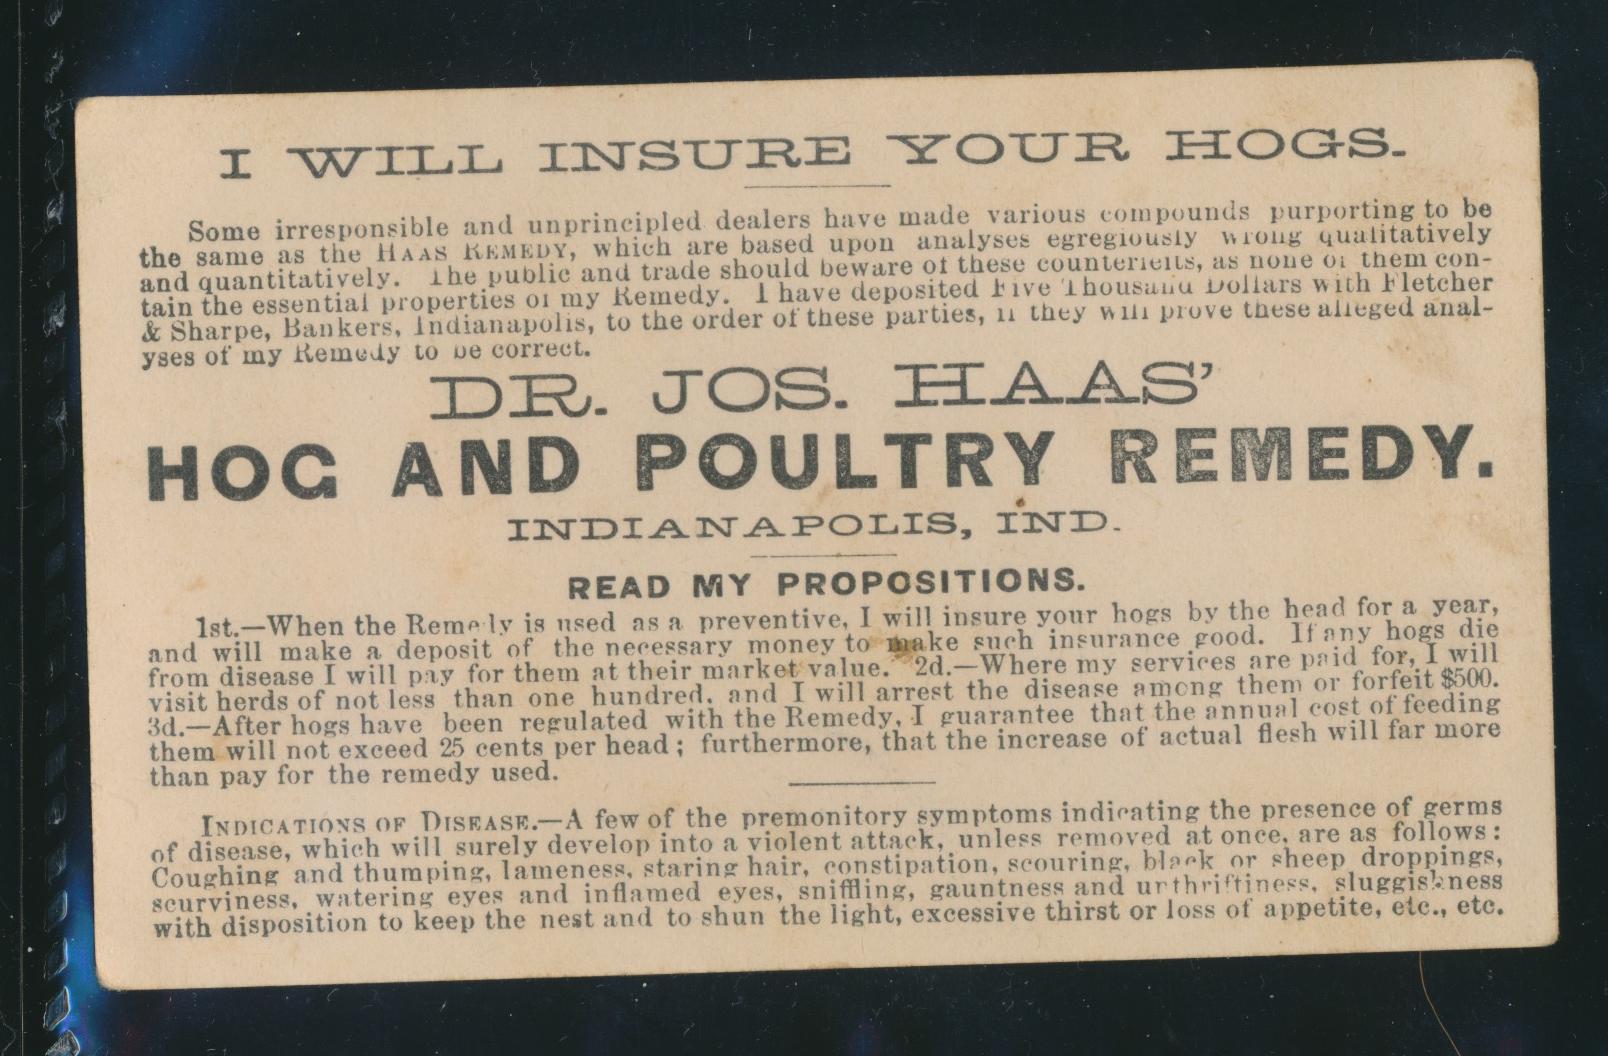 I WILL INSURE YOUR HOGS.
Some irresponsible and unprincipled dealers have made various compounds purporting to be
the same as the HAAS REMEDY, which are based upon analyses egregiously wrong qualitatively
and quantitatively. The public and trade should beware of these counterfeits, as none of them con-
tain the essential properties of my Remedy. I have deposited Five Thousand Dollars with Fletcher
& Sharpe, Bankers, Indianapolis, to the order of these parties, if they will prove these alleged anal-
yses of my Remedy to be correct.
DR. JOS. HAAS'
HOG AND POULTRY REMEDY.
INDIANAPOLIS, IND.
READ MY PROPOSITIONS.
1st.—When the Remedy is used as a preventive, I will insure your hogs by the head for a year,
and will make a deposit of the necessary money to make such insurance good. If any hogs die
from disease I will pay for them at their market value. 2d.—Where my services are paid for, I will
visit herds of not less than one hundred, and I will arrest the disease among them or forfeit $500.
3d.—After hogs have been regulated with the Remedy, I guarantee that the annual cost of feeding
them will not exceed 25 cents per head; furthermore, that the increase of actual flesh will far more
than pay for the remedy used.
INDICATIONS OF DISEASE.—A few of the premonitory symptoms indicating the presence of germs
of disease, which will surely develop into a violent attack, unless removed at once, are as follows:
Coughing and thumping, lameness, staring hair, constipation, scouring, black or sheep droppings,
scurviness, watering eyes and inflamed eyes, sniffling, gauntness and unthriftiness, sluggishness
with disposition to keep the nest and to shun the light, excessive thirst or loss of appetite, etc., etc.